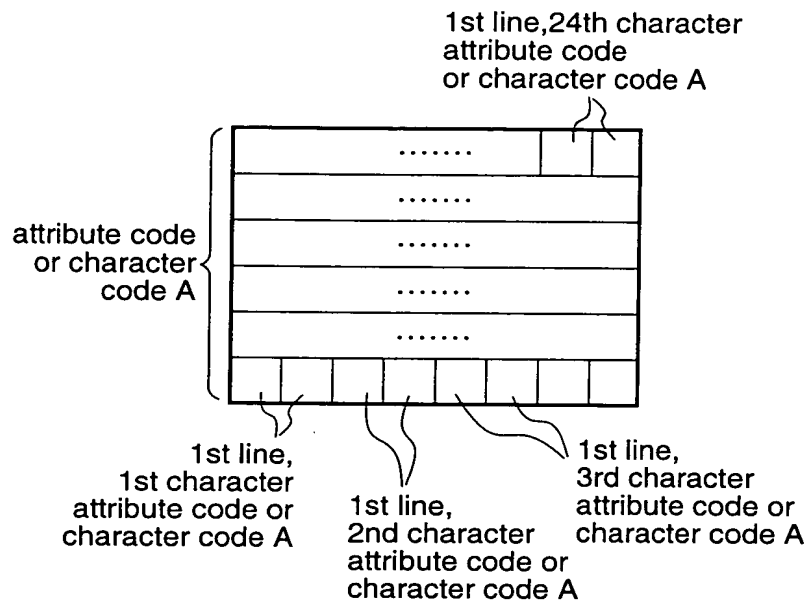 1st line,24th character
attribute code
or character code A
.......
.......
.......
.......
.......
attribute code
or character
code A
1st line,
1st character
attribute code or
character code A
1st line,
2nd character
attribute code or
character code A
1st line,
3rd character
attribute code or
character code A